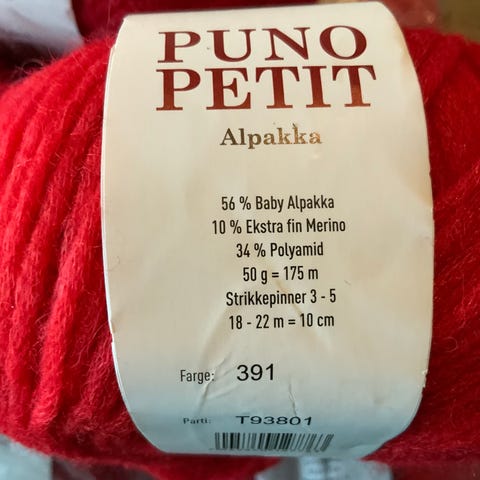 PUNO
PETIT
Alpakka
56 % Baby Alpakka
10 % Ekstra fin Merino
34 % Polyamid
50 g = 175 m
Strikkepinner 3 - 5
18 - 22 m = 10 cm
Farge: 391
Parti: T93801